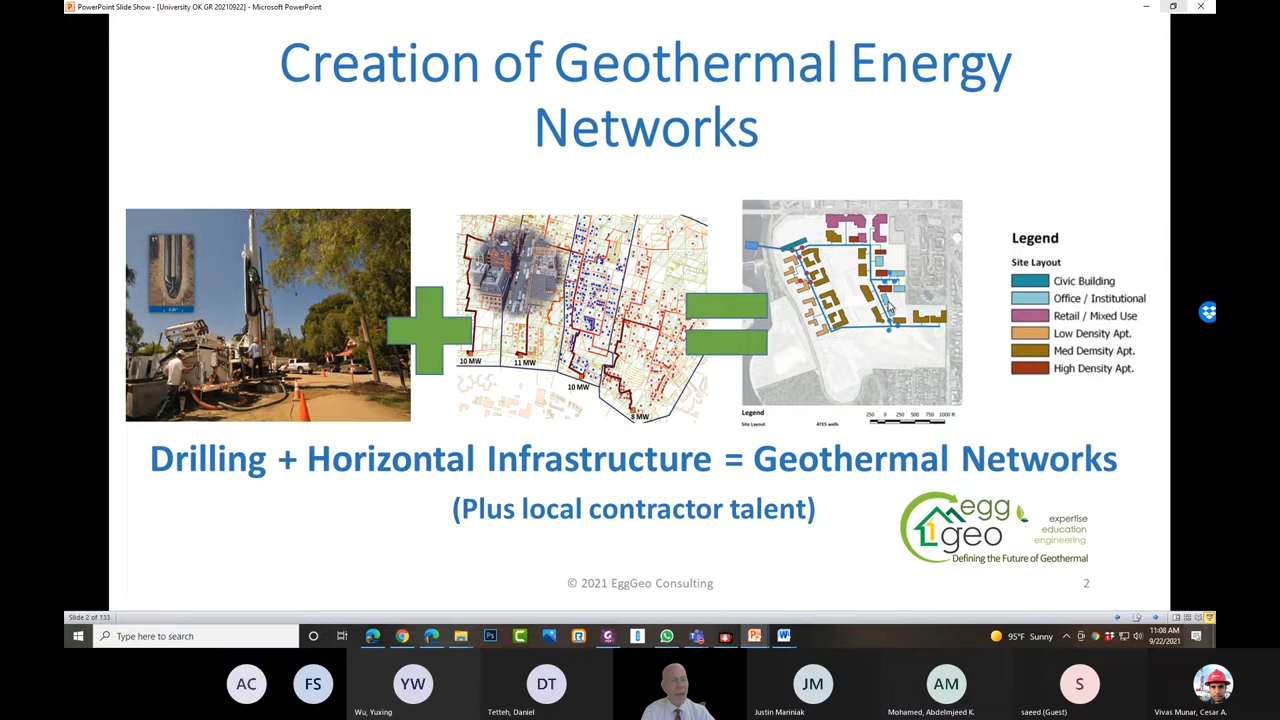 PowerPoint Slide Show - [University OK GR 20210922] - Microsoft PowerPoint
Creation of Geothermal Energy
Networks
10 MW
11 MW
10 MW
8 MW
Legend
Site Layout
ATES wells
250 0 250 500 750 1000 ft
Legend
Site Layout
Civic Building
Office / Institutional
Retail / Mixed Use
Low Density Apt.
Med Demsity Apt.
High Density Apt.
Drilling + Horizontal Infrastructure = Geothermal Networks
(Plus local contractor talent)
egg
geo
expertise
education
engineering
Defining the Future of Geothermal
© 2021 EggGeo Consulting
2
Slide 2 of 133
Type here to search
95°F Sunny
11:08 AM
9/22/2021
AC
FS
YW
DT
JM
AM
S
Wu, Yuxing
Tetteh, Daniel
Justin Mariniak
Mohamed, Abdelmjeed K.
saeed (Guest)
Vivas Munar, Cesar A.